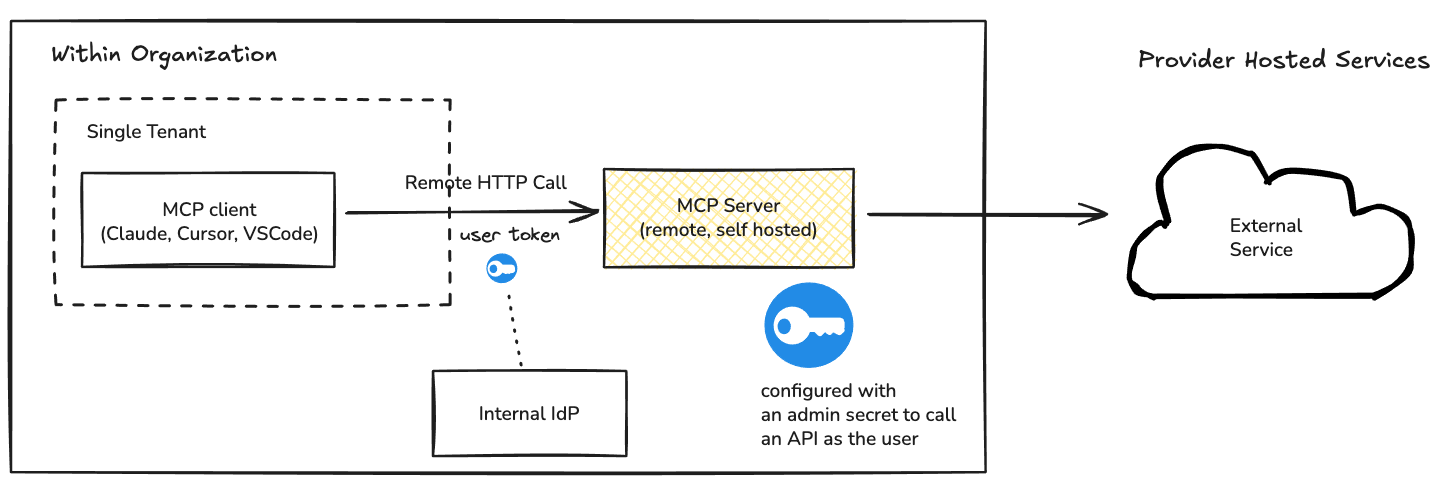 Within Organization
Provider Hosted Services
Single Tenant
MCP client
(Claude, Cursor, VSCode)
Remote HTTP Call
user token
MCP Server
(remote, self hosted)
External
Service
Internal IdP
configured with
an admin secret to call
an API as the user